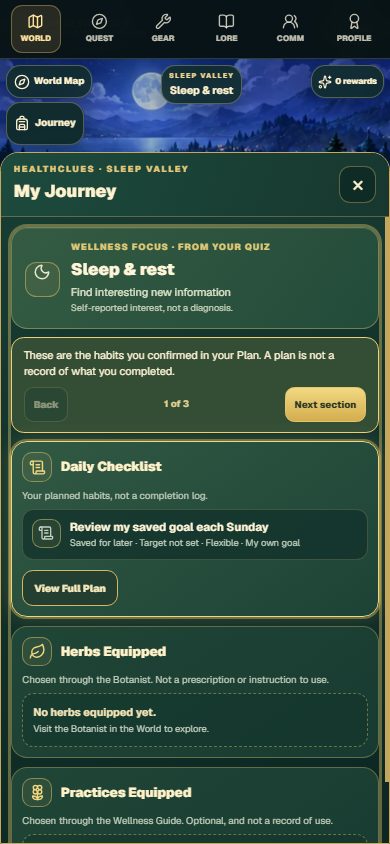 WORLD
QUEST
GEAR
LORE
COMM
PROFILE
World Map
SLEEP VALLEY
Sleep & rest
0 rewards
Journey
HEALTHCLUES · SLEEP VALLEY
My Journey
WELLNESS FOCUS · FROM YOUR QUIZ
Sleep & rest
Find interesting new information
Self-reported interest, not a diagnosis.
These are the habits you confirmed in your Plan. A plan is not a
record of what you completed.
Back
1 of 3
Next section
Daily Checklist
Your planned habits, not a completion log.
Review my saved goal each Sunday
Saved for later · Target not set · Flexible · My own goal
View Full Plan
Herbs Equipped
Chosen through the Botanist. Not a prescription or instruction to use.
No herbs equipped yet.
Visit the Botanist in the World to explore.
Practices Equipped
Chosen through the Wellness Guide. Optional, and not a record of use.